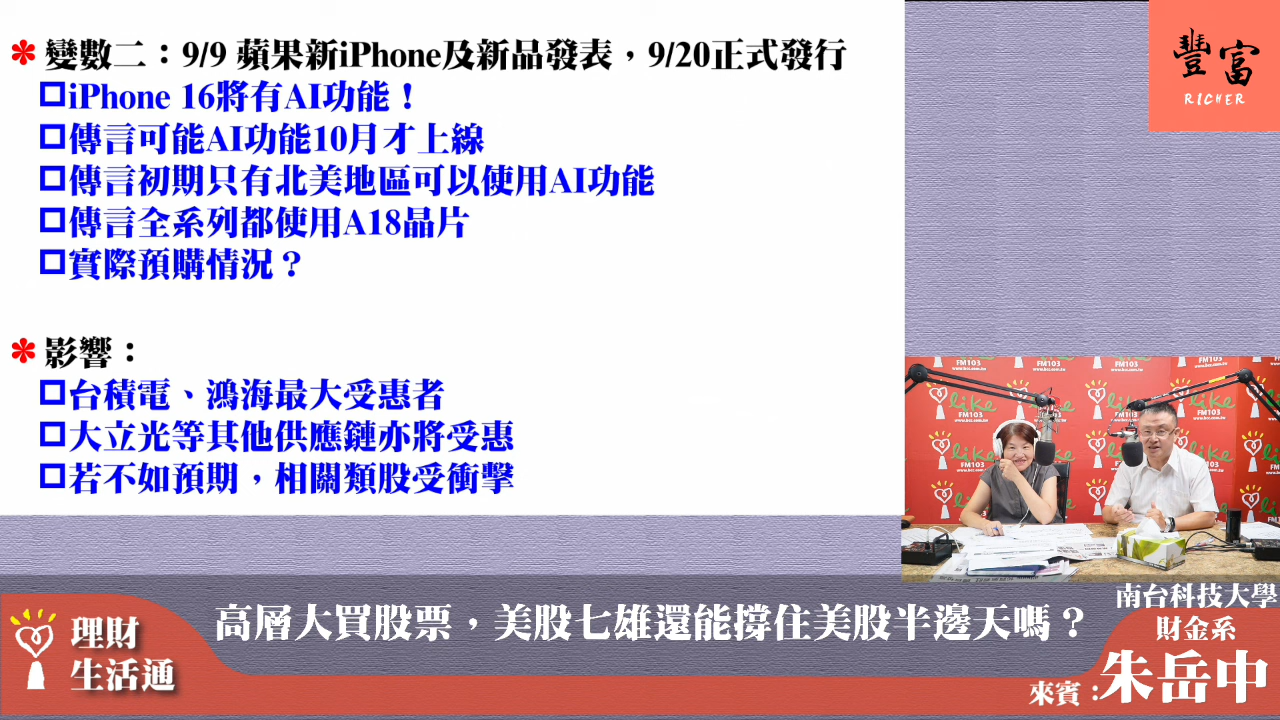 ✽ 變數二：9/9 蘋果新iPhone及新品發表，9/20正式發行
□iPhone 16將有AI功能！
□傳言可能AI功能10月才上線
□傳言初期只有北美地區可以使用AI功能
□傳言全系列都使用A18晶片
□實際預購情況？
✽ 影響：
□台積電、鴻海最大受惠者
□大立光等其他供應鏈亦將受惠
□若不如預期，相關類股受衝擊
豐富
RICHER
like
FM103
www.bcc.com.tw
高層大買股票，美股七雄還能撐住美股半邊天嗎？
理財
生活通
南台科技大學
財金系
來賓：朱岳中